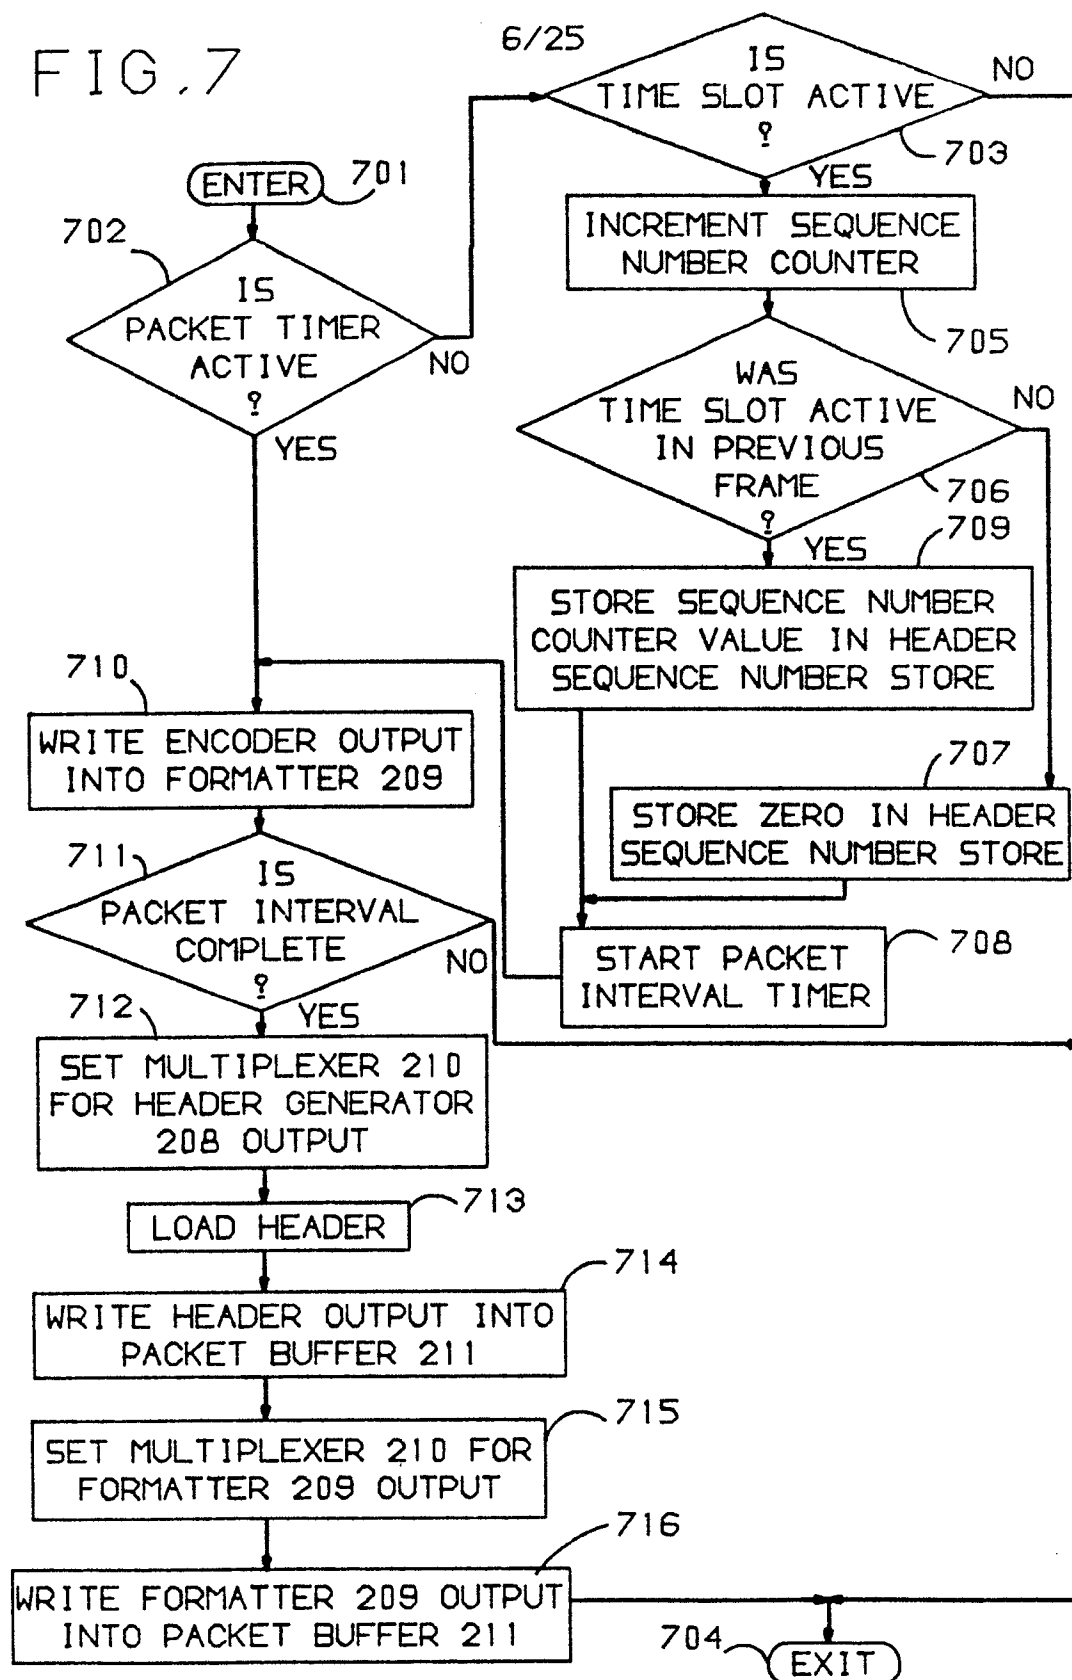 FIG.7
6/25
IS
TIME SLOT ACTIVE
?
NO
703
YES
ENTER
701
702
IS
PACKET TIMER
ACTIVE
?
NO
YES
INCREMENT SEQUENCE
NUMBER COUNTER
705
WAS
TIME SLOT ACTIVE
IN PREVIOUS
FRAME
?
NO
706
YES
709
STORE SEQUENCE NUMBER
COUNTER VALUE IN HEADER
SEQUENCE NUMBER STORE
707
STORE ZERO IN HEADER
SEQUENCE NUMBER STORE
708
START PACKET
INTERVAL TIMER
710
WRITE ENCODER OUTPUT
INTO FORMATTER 209
711
IS
PACKET INTERVAL
COMPLETE
?
NO
YES
712
SET MULTIPLEXER 210
FOR HEADER GENERATOR
208 OUTPUT
713
LOAD HEADER
714
WRITE HEADER OUTPUT INTO
PACKET BUFFER 211
715
SET MULTIPLEXER 210 FOR
FORMATTER 209 OUTPUT
716
WRITE FORMATTER 209 OUTPUT
INTO PACKET BUFFER 211
704
EXIT